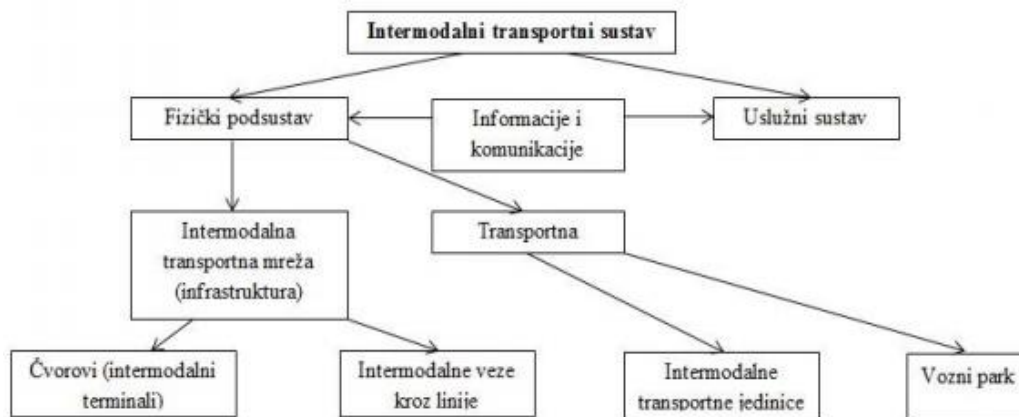 Intermodalni transportni sustav
Fizički podsustav
Informacije i
komunikacije
Uslužni sustav
Intermodalna
transportna mreža
(infrastruktura)
Transportna
Čvorovi (intermodalni
terminali)
Intermodalne veze
kroz linije
Intermodalne
transportne jedinice
Vozni park